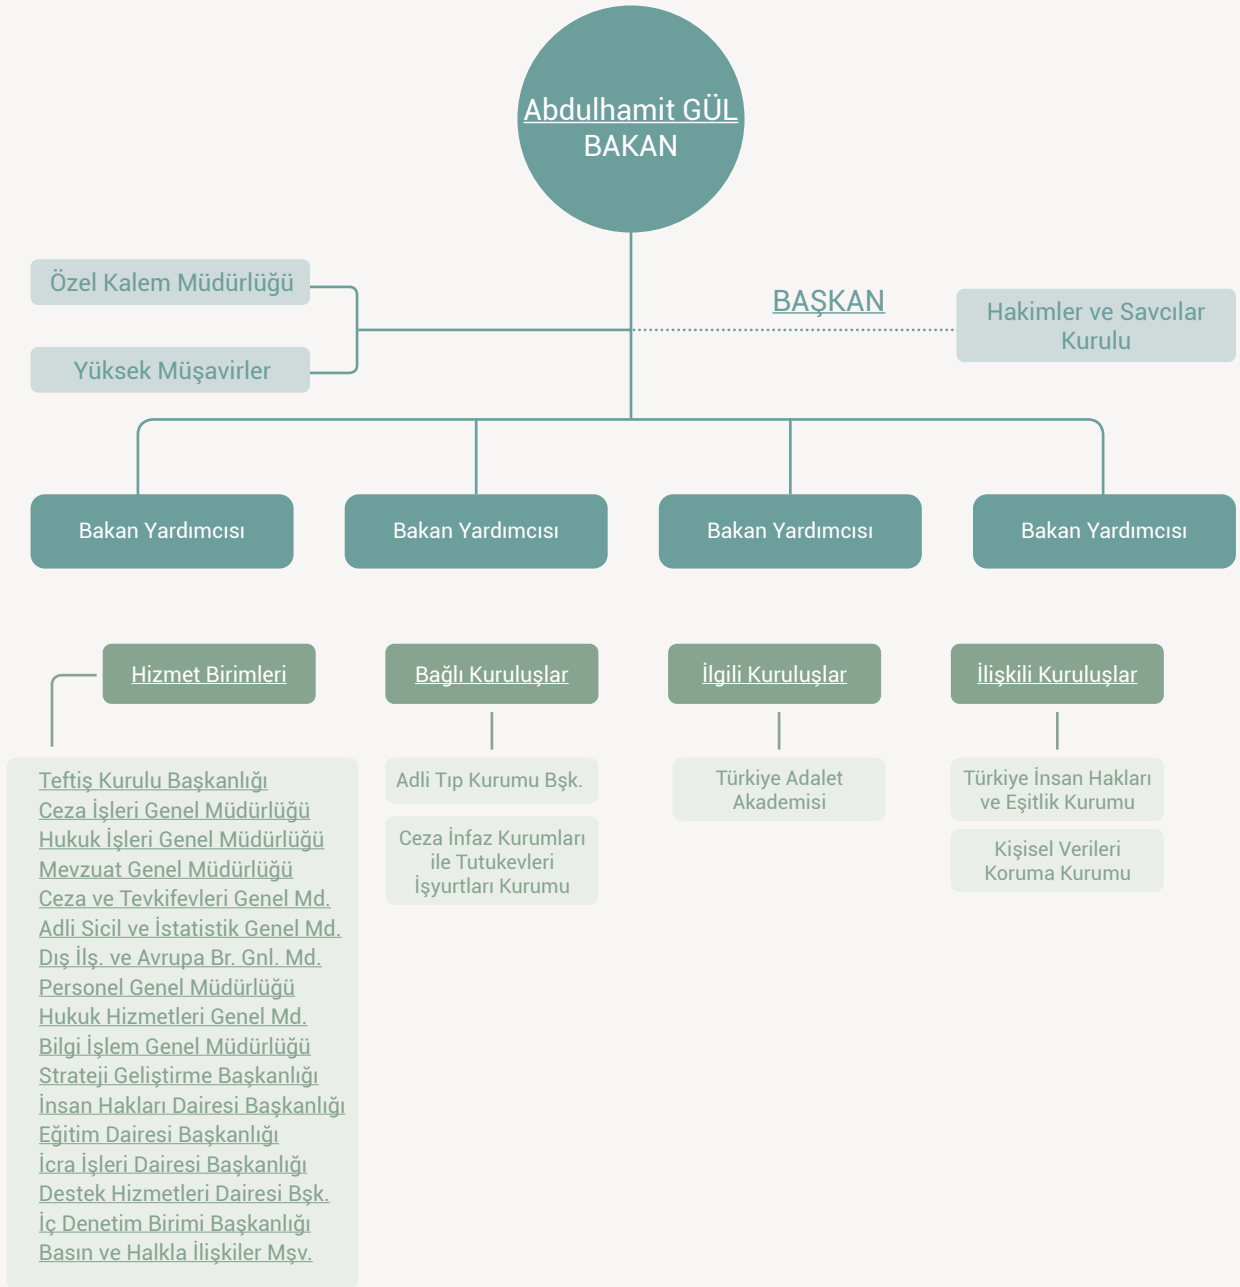 Abdulhamit GÜL
BAKAN
Özel Kalem Müdürlüğü
Yüksek Müşavirler
BAŞKAN
Hakimler ve Savcılar
Kurulu
Bakan Yardımcısı
Bakan Yardımcısı
Bakan Yardımcısı
Bakan Yardımcısı
Hizmet Birimleri
Teftiş Kurulu Başkanlığı
Ceza İşleri Genel Müdürlüğü
Hukuk İşleri Genel Müdürlüğü
Mevzuat Genel Müdürlüğü
Ceza ve Tevkifevleri Genel Md.
Adli Sicil ve İstatistik Genel Md.
Dış İlş. ve Avrupa Br. Gnl. Md.
Personel Genel Müdürlüğü
Hukuk Hizmetleri Genel Md.
Bilgi İşlem Genel Müdürlüğü
Strateji Geliştirme Başkanlığı
İnsan Hakları Dairesi Başkanlığı
Eğitim Dairesi Başkanlığı
İcra İşleri Dairesi Başkanlığı
Destek Hizmetleri Dairesi Bşk.
İç Denetim Birimi Başkanlığı
Basın ve Halkla İlişkiler Mşv.
Bağlı Kuruluşlar
Adli Tıp Kurumu Bşk.
Ceza İnfaz Kurumları
ile Tutukevleri
İşyurtları Kurumu
İlgili Kuruluşlar
Türkiye Adalet
Akademisi
İlişkili Kuruluşlar
Türkiye İnsan Hakları
ve Eşitlik Kurumu
Kişisel Verileri
Koruma Kurumu